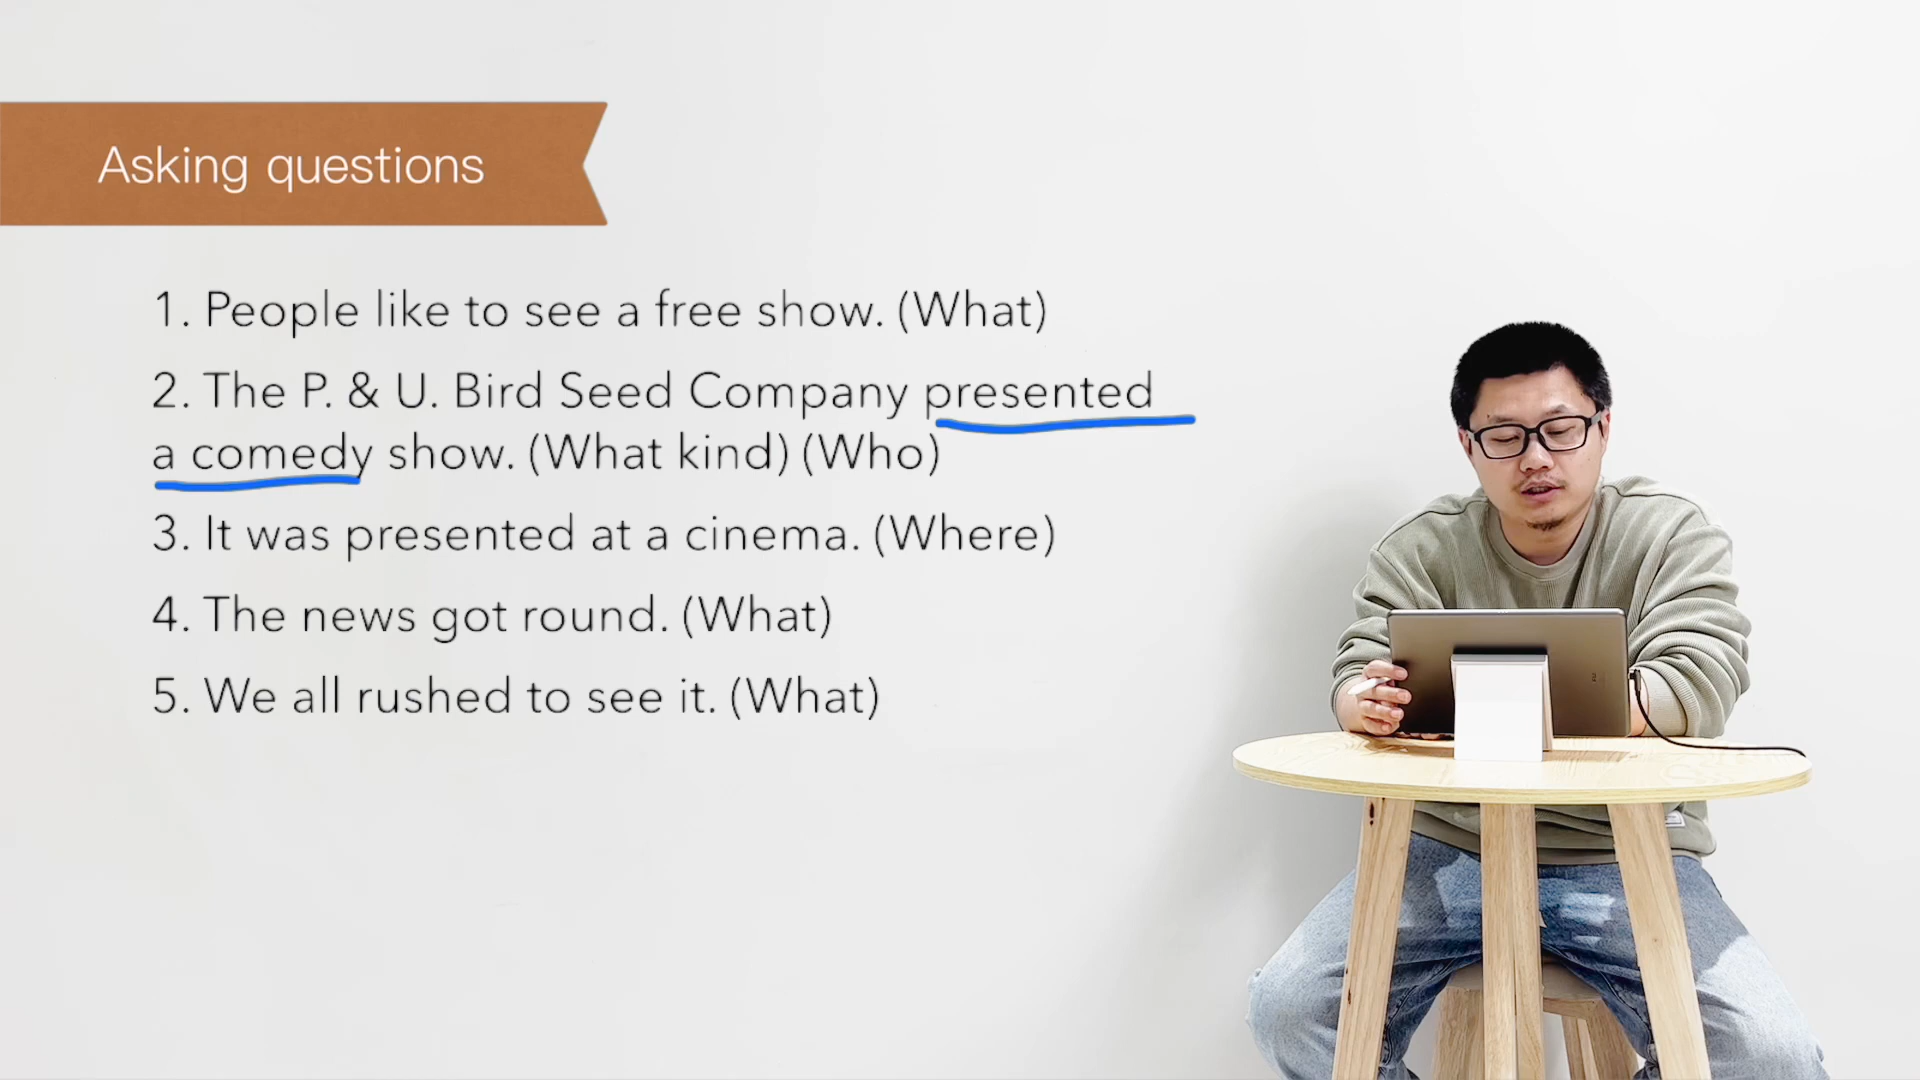 Asking questions
1. People like to see a free show. (What)
2. The P. & U. Bird Seed Company presented
a comedy show. (What kind) (Who)
3. It was presented at a cinema. (Where)
4. The news got round. (What)
5. We all rushed to see it. (What)